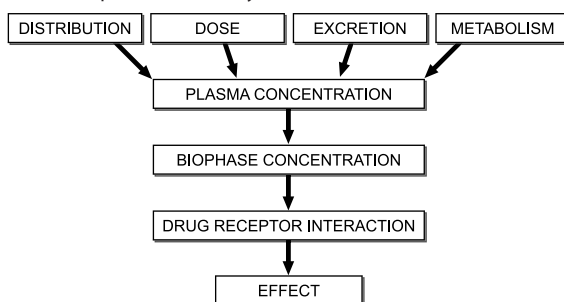 DISTRIBUTION DOSE EXCRETION METABOLISM
PLASMA CONCENTRATION
BIOPHASE CONCENTRATION
DRUG RECEPTOR INTERACTION
EFFECT